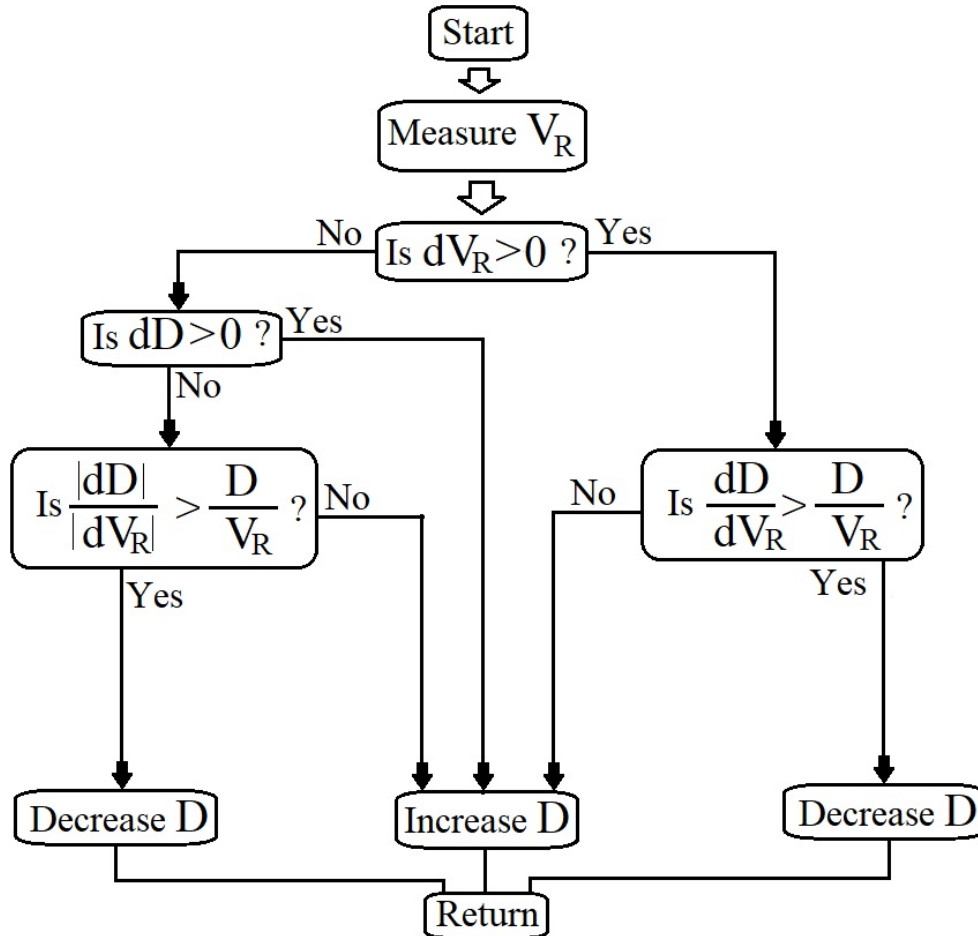 Start
Measure V_R
Is dV_R>0 ?
No
Yes
Is dD>0 ?
Yes
No
Is |dD|/|dV_R| > D/V_R ?
No
Yes
Is dD/dV_R > D/V_R ?
No
Yes
Decrease D
Increase D
Decrease D
Return